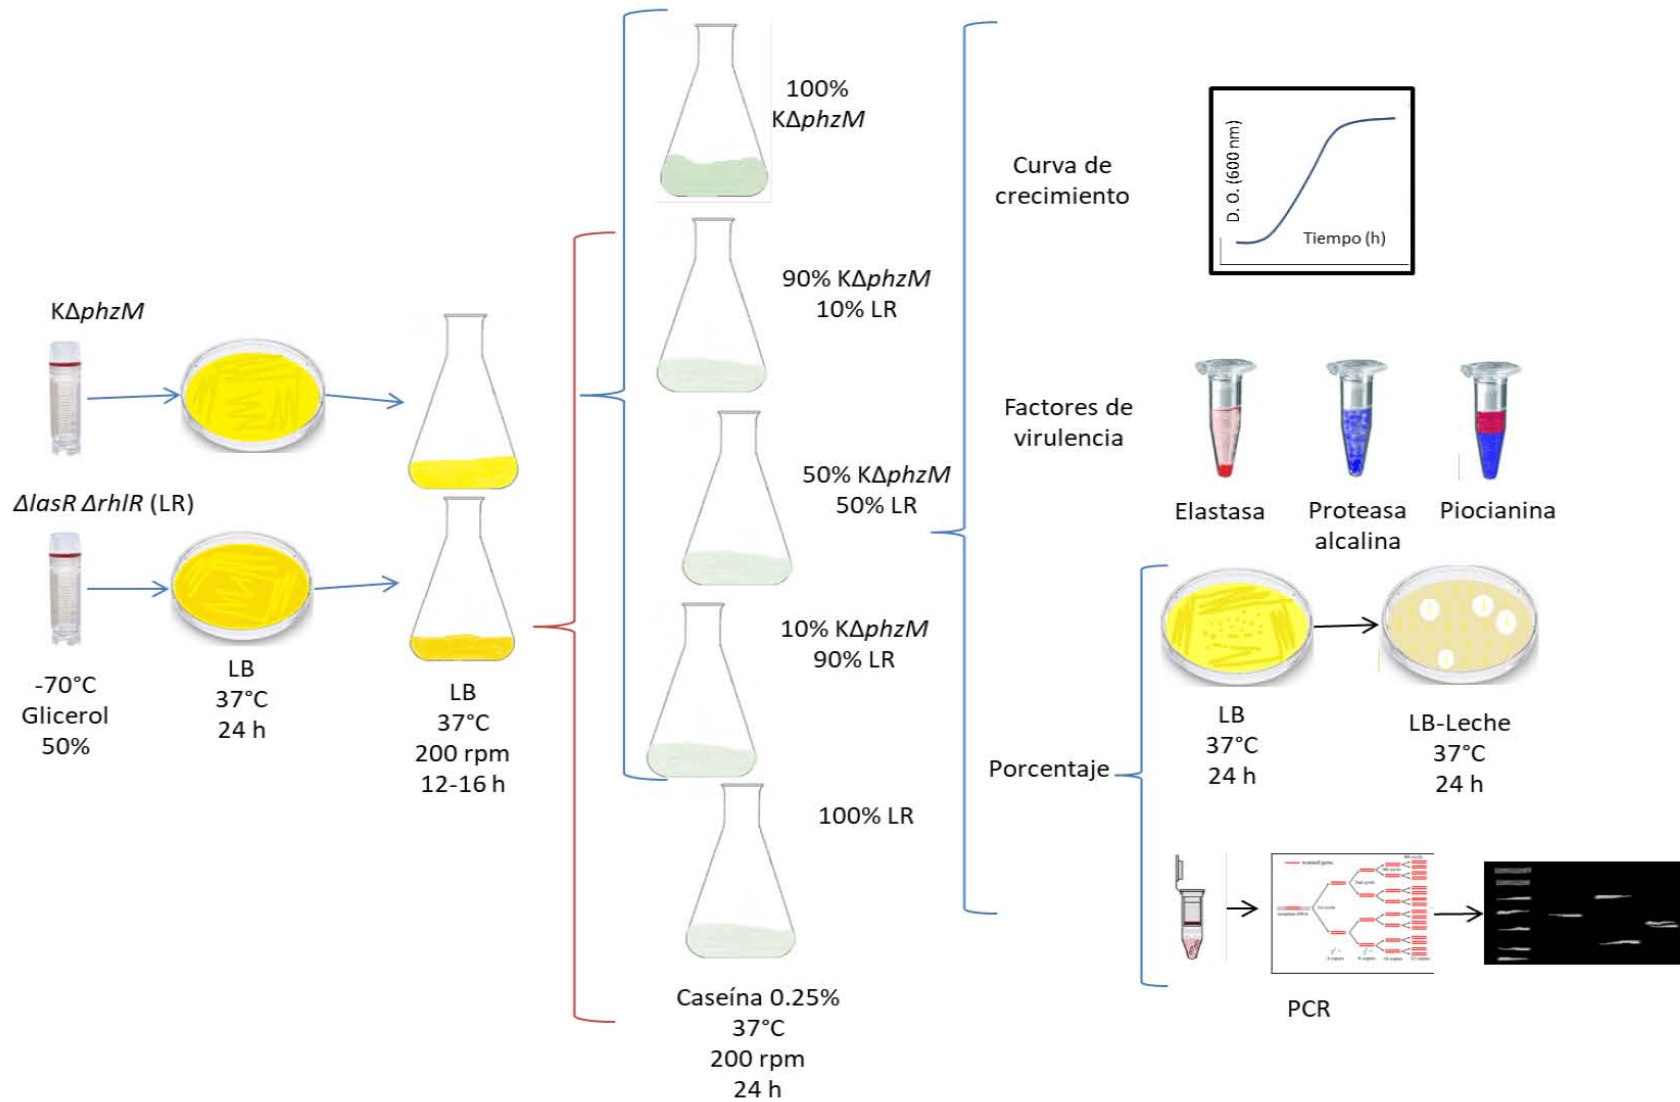 KΔphzM
ΔlasR ΔrhlR (LR)
-70°C
Glicerol
50%
LB
37°C
24 h
LB
37°C
200 rpm
12-16 h
100%
KΔphzM
90% KΔphzM
10% LR
50% KΔphzM
50% LR
10% KΔphzM
90% LR
100% LR
Caseína 0.25%
37°C
200 rpm
24 h
Curva de
crecimiento
D. O. (600 nm)
Tiempo (h)
Factores de
virulencia
Elastasa
Proteasa
alcalina
Piocianina
Porcentaje
LB
37°C
24 h
LB-Leche
37°C
24 h
PCR